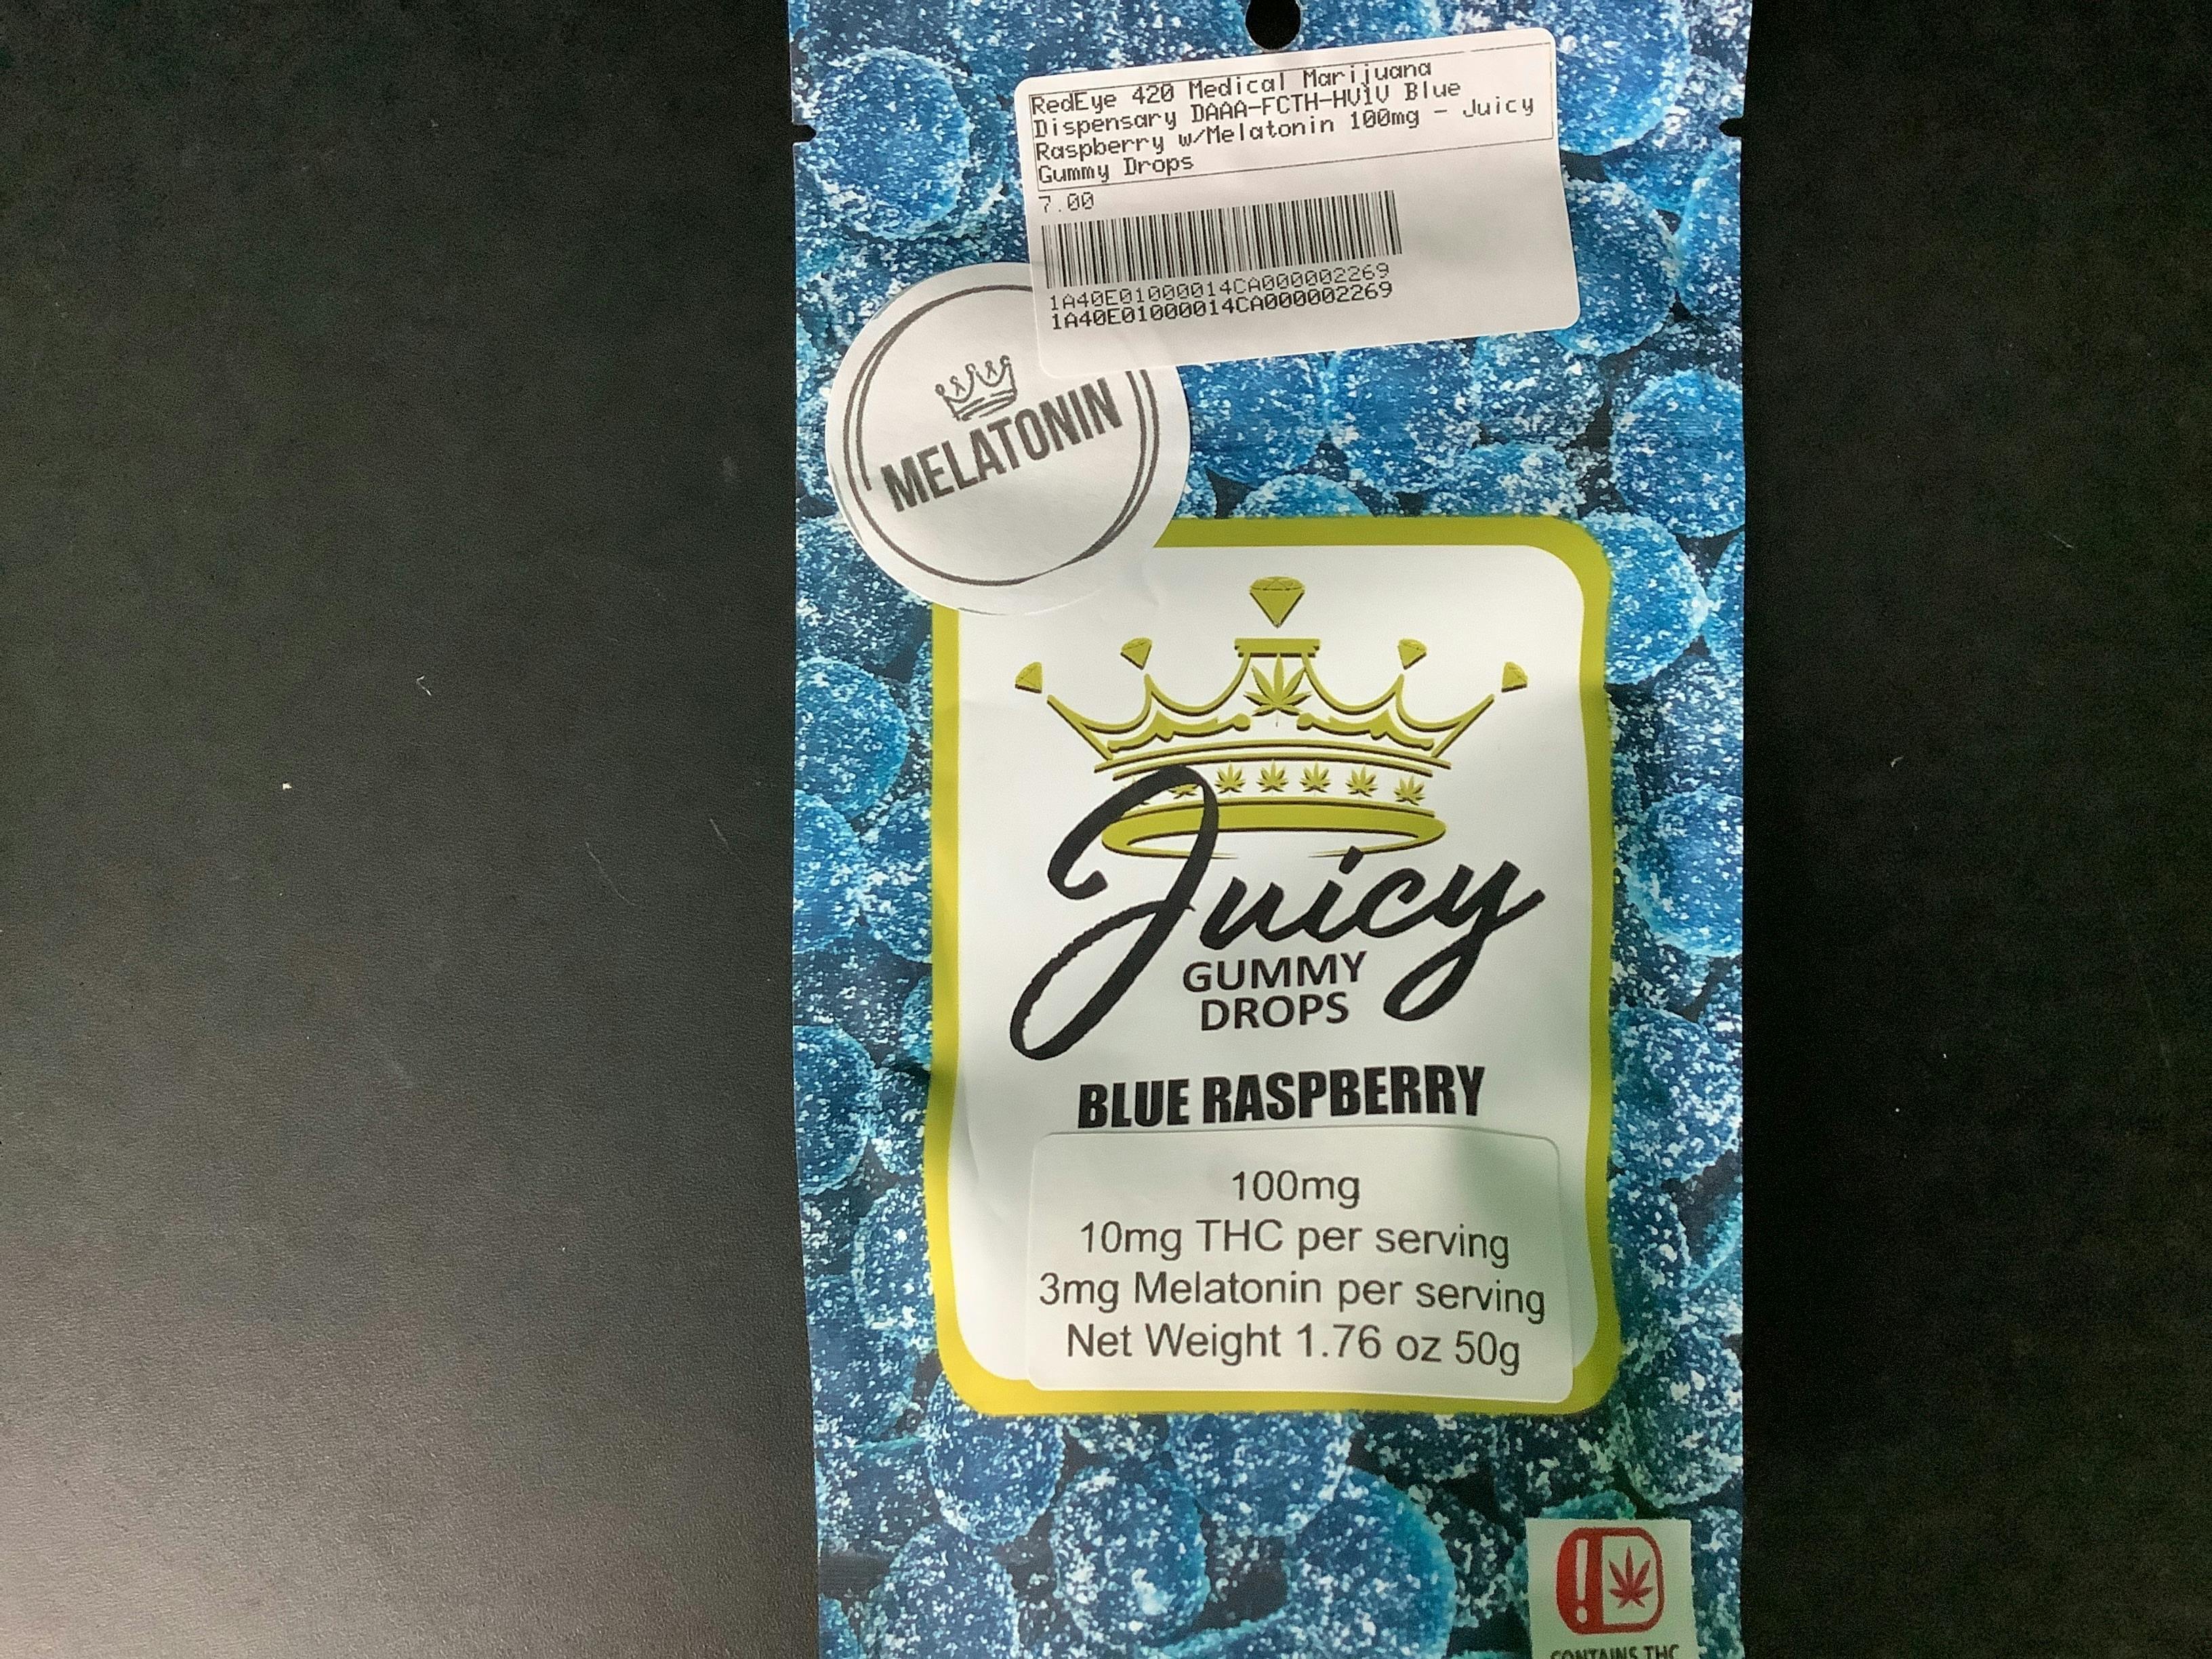 RedEye 420 Medical Marijuana
Dispensary DAAA-FCTH-HV1V Blue
Raspberry w/Melatonin 100mg - Juicy
Gummy Drops
7.00
1A40E01000014CA000002269
1A40E01000014CA000002269
MELATONIN
Juicy
GUMMY
DROPS
BLUE RASPBERRY
100mg
10mg THC per serving
3mg Melatonin per serving
Net Weight 1.76 oz 50g
CONTAINS THC